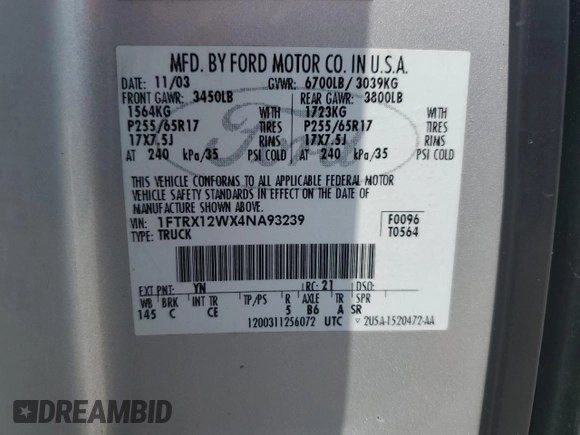 MFD. BY FORD MOTOR CO. IN U.S.A.
DATE: 11/03 GVWR: 6700LB/ 3039KG
FRONT GAWR: 3450LB REAR GAWR: 3800LB
1564KG WITH 1723KG WITH
P255/65R17 TIRES P255/65R17 TIRES
17X7.5J RIMS 17X7.5J RIMS
AT 240 kPa/35 PSI COLD AT 240 kPa/35 PSI COLD
Ford
THIS VEHICLE CONFORMS TO ALL APPLICABLE FEDERAL MOTOR
VEHICLE SAFETY STANDARDS IN EFFECT ON THE DATE OF
MANUFACTURE SHOWN ABOVE.
VIN: 1FTRX12WX4NA93239 F0096
TYPE: TRUCK T0564
EXT PNT: YN RC: 21 DSO:
WB BRK INT TR TP/PS R AXLE TR SPR
145 C CE 5 B6 A SR
1200311256072 UTC ▽ 2U5A-1520472-AA
DREAMBID